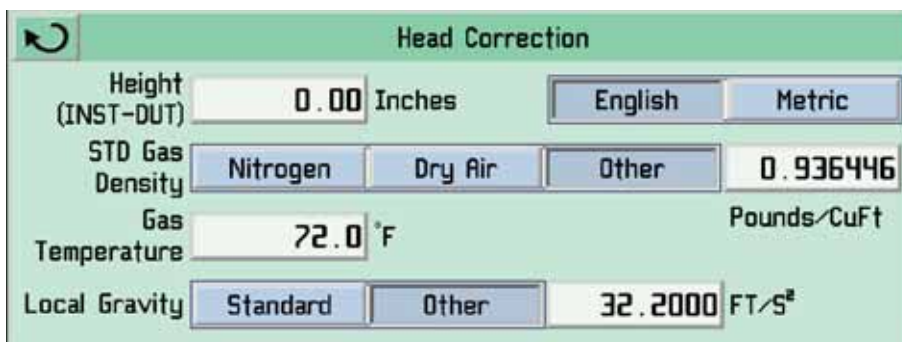 Head Correction
Height
(INST-DUT) 0.00 Inches English Metric
STD Gas
Density Nitrogen Dry Air Other 0.936446
Pounds/CuFt
Gas
Temperature 72.0 °F
Local Gravity Standard Other 32.2000 FT/S²